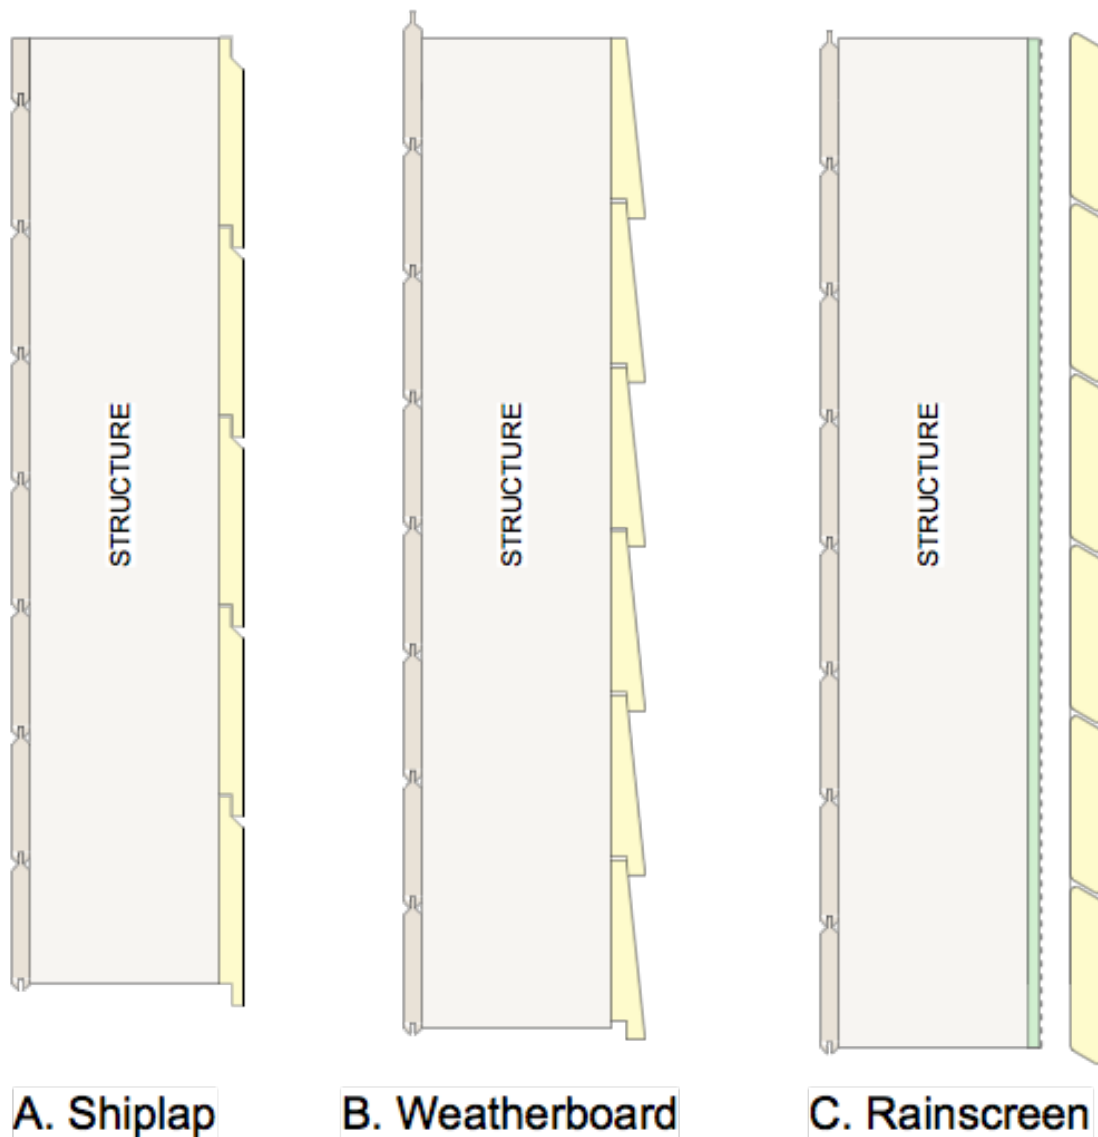 STRUCTURE
STRUCTURE
STRUCTURE
A. Shiplap
B. Weatherboard
C. Rainscreen